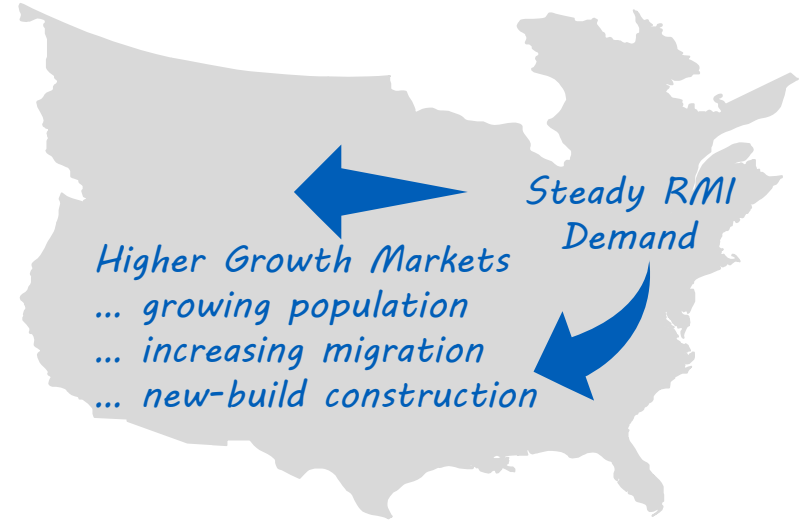 Steady RMI
Demand
Higher Growth Markets
... growing population
... increasing migration
... new-build construction